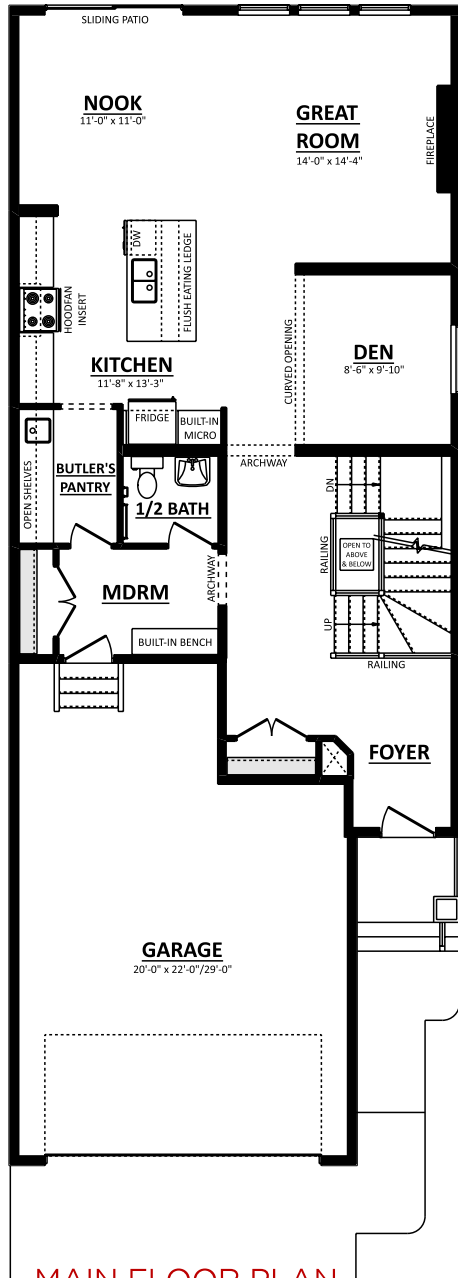 SLIDING PATIO
NOOK
11'-0" x 11'-0"
GREAT
ROOM
14'-0" x 14'-4"
FIREPLACE
DW
FLUSH EATING LEDGE
HOODFAN
INSERT
KITCHEN
11'-8" x 13'-3"
CURVED OPENING
DEN
8'-6" x 9'-10"
FRIDGE
BUILT-IN
MICRO
ARCHWAY
OPEN SHELVES
BUTLER'S
PANTRY
1/2 BATH
DN
RAILING
OPEN TO
ABOVE
& BELOW
MDRM
ARCHWAY
BUILT-IN BENCH
UP
RAILING
FOYER
GARAGE
20'-0" x 22'-0"/29'-0"
MAIN FLOOR PLAN